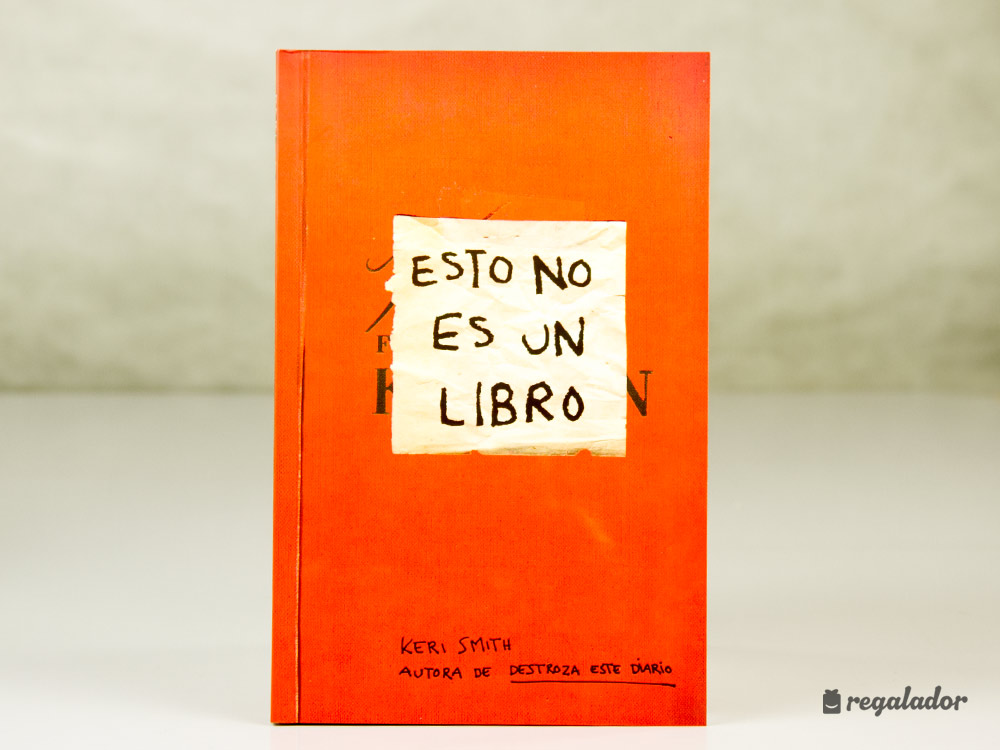 ESTO NO
ES UN
LIBRO
KERI SMITH
AUTORA DE DESTROZA ESTE DIARIO
regalador